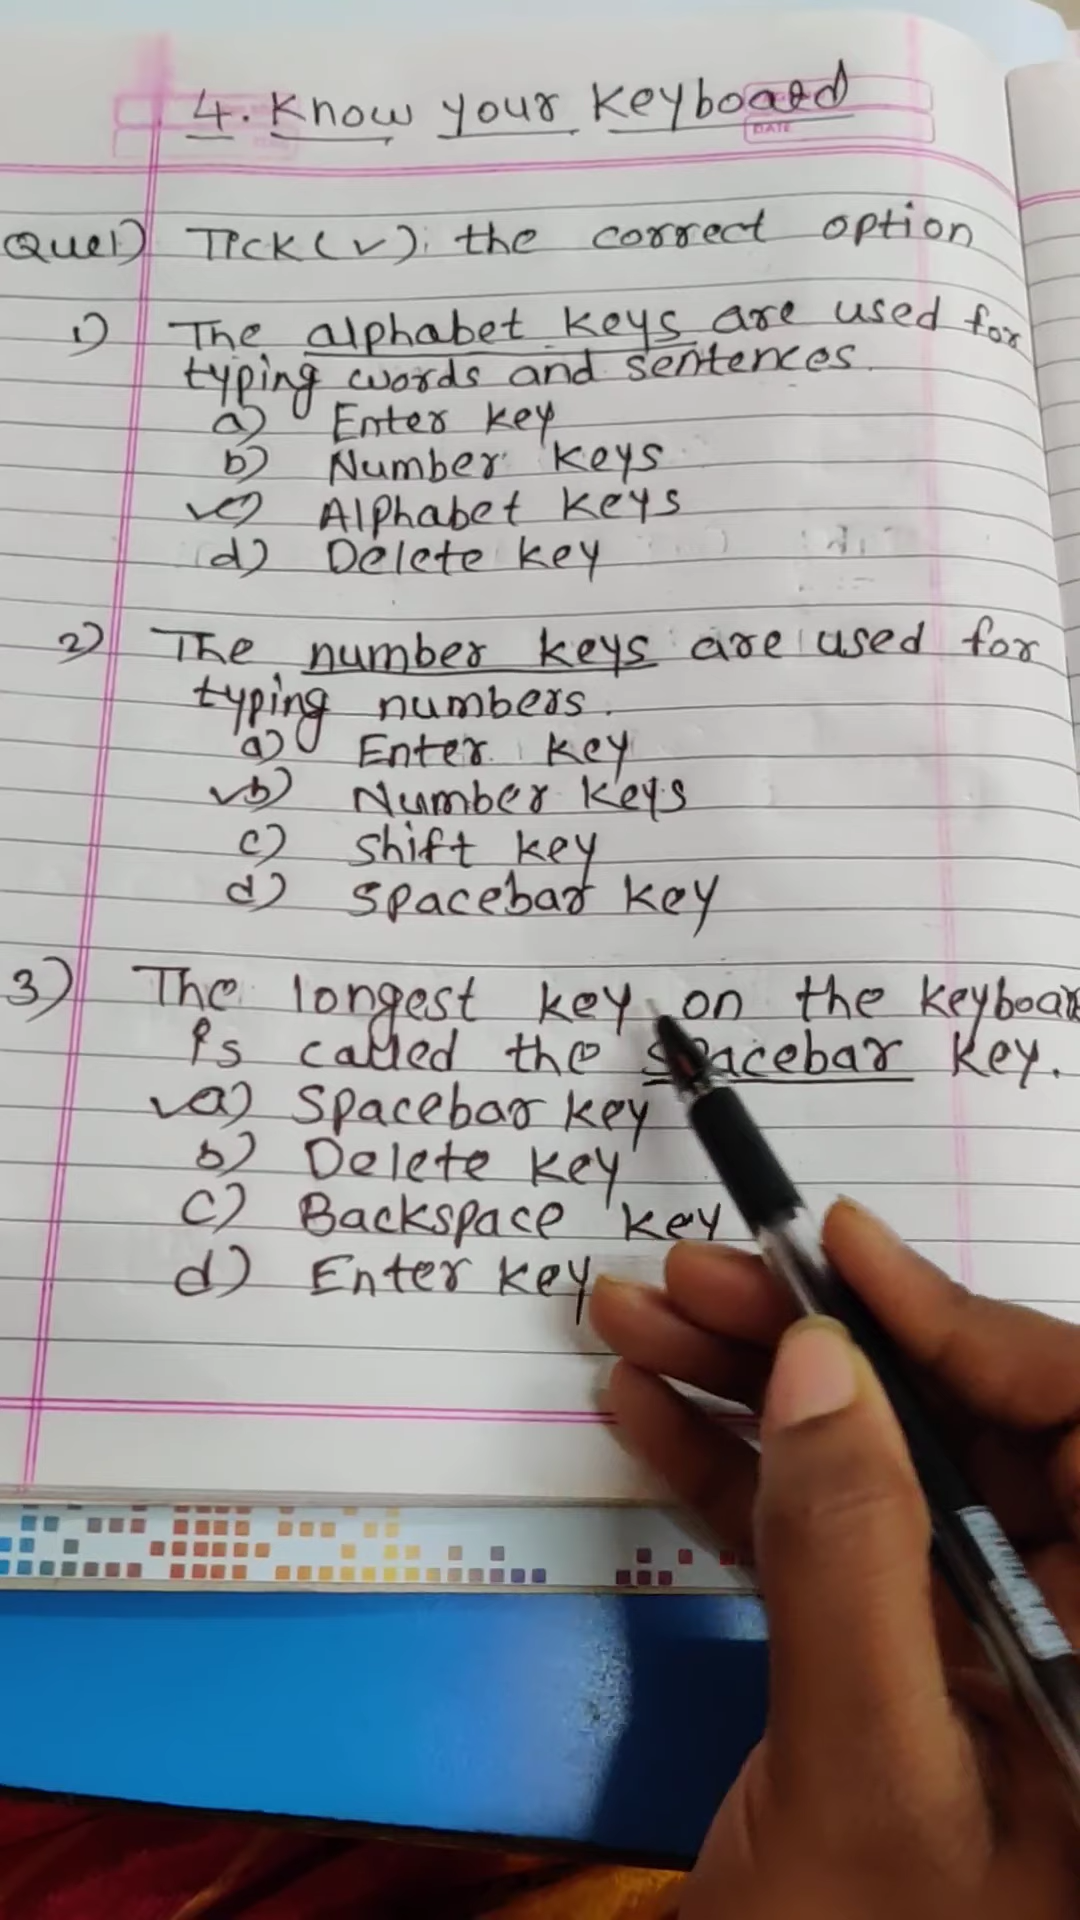 4. Know your Keyboard
DATE
Que1) Tick (✓) the correct option
1) The alphabet keys are used for
typing words and sentences.
a) Enter key
b) Number keys
✓c) Alphabet keys
d) Delete key
2) The number keys are used for
typing numbers.
a) Enter key
✓b) Number keys
c) Shift key
d) Spacebar key
3) The longest key on the keyboar
is called the Spacebar key.
✓a) Spacebar key
b) Delete key
c) Backspace key
d) Enter key